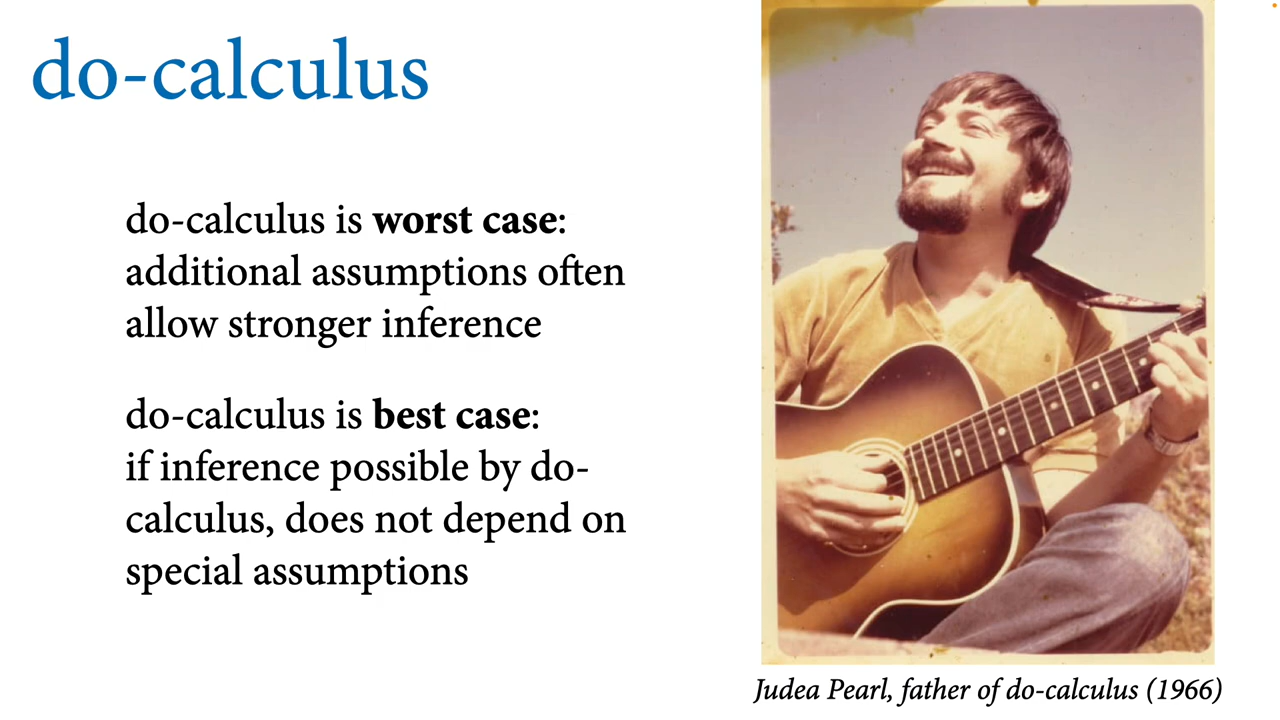 do-calculus
do-calculus is worst case:
additional assumptions often
allow stronger inference
do-calculus is best case:
if inference possible by do-
calculus, does not depend on
special assumptions
Judea Pearl, father of do-calculus (1966)